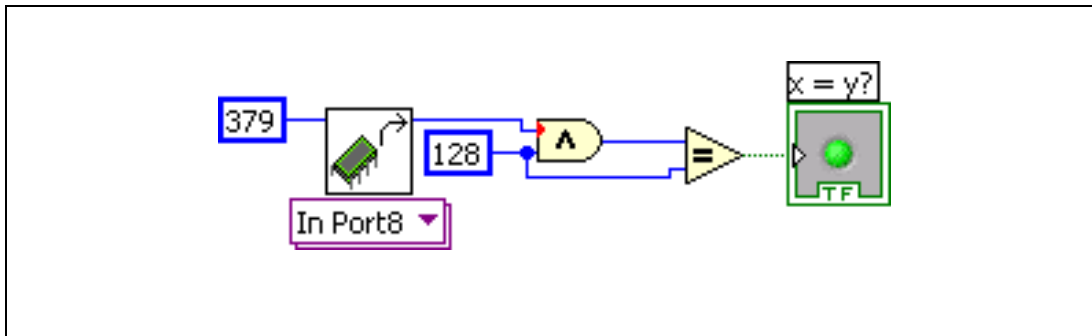 x = y?
379
128
∧
=
TF
In Port8